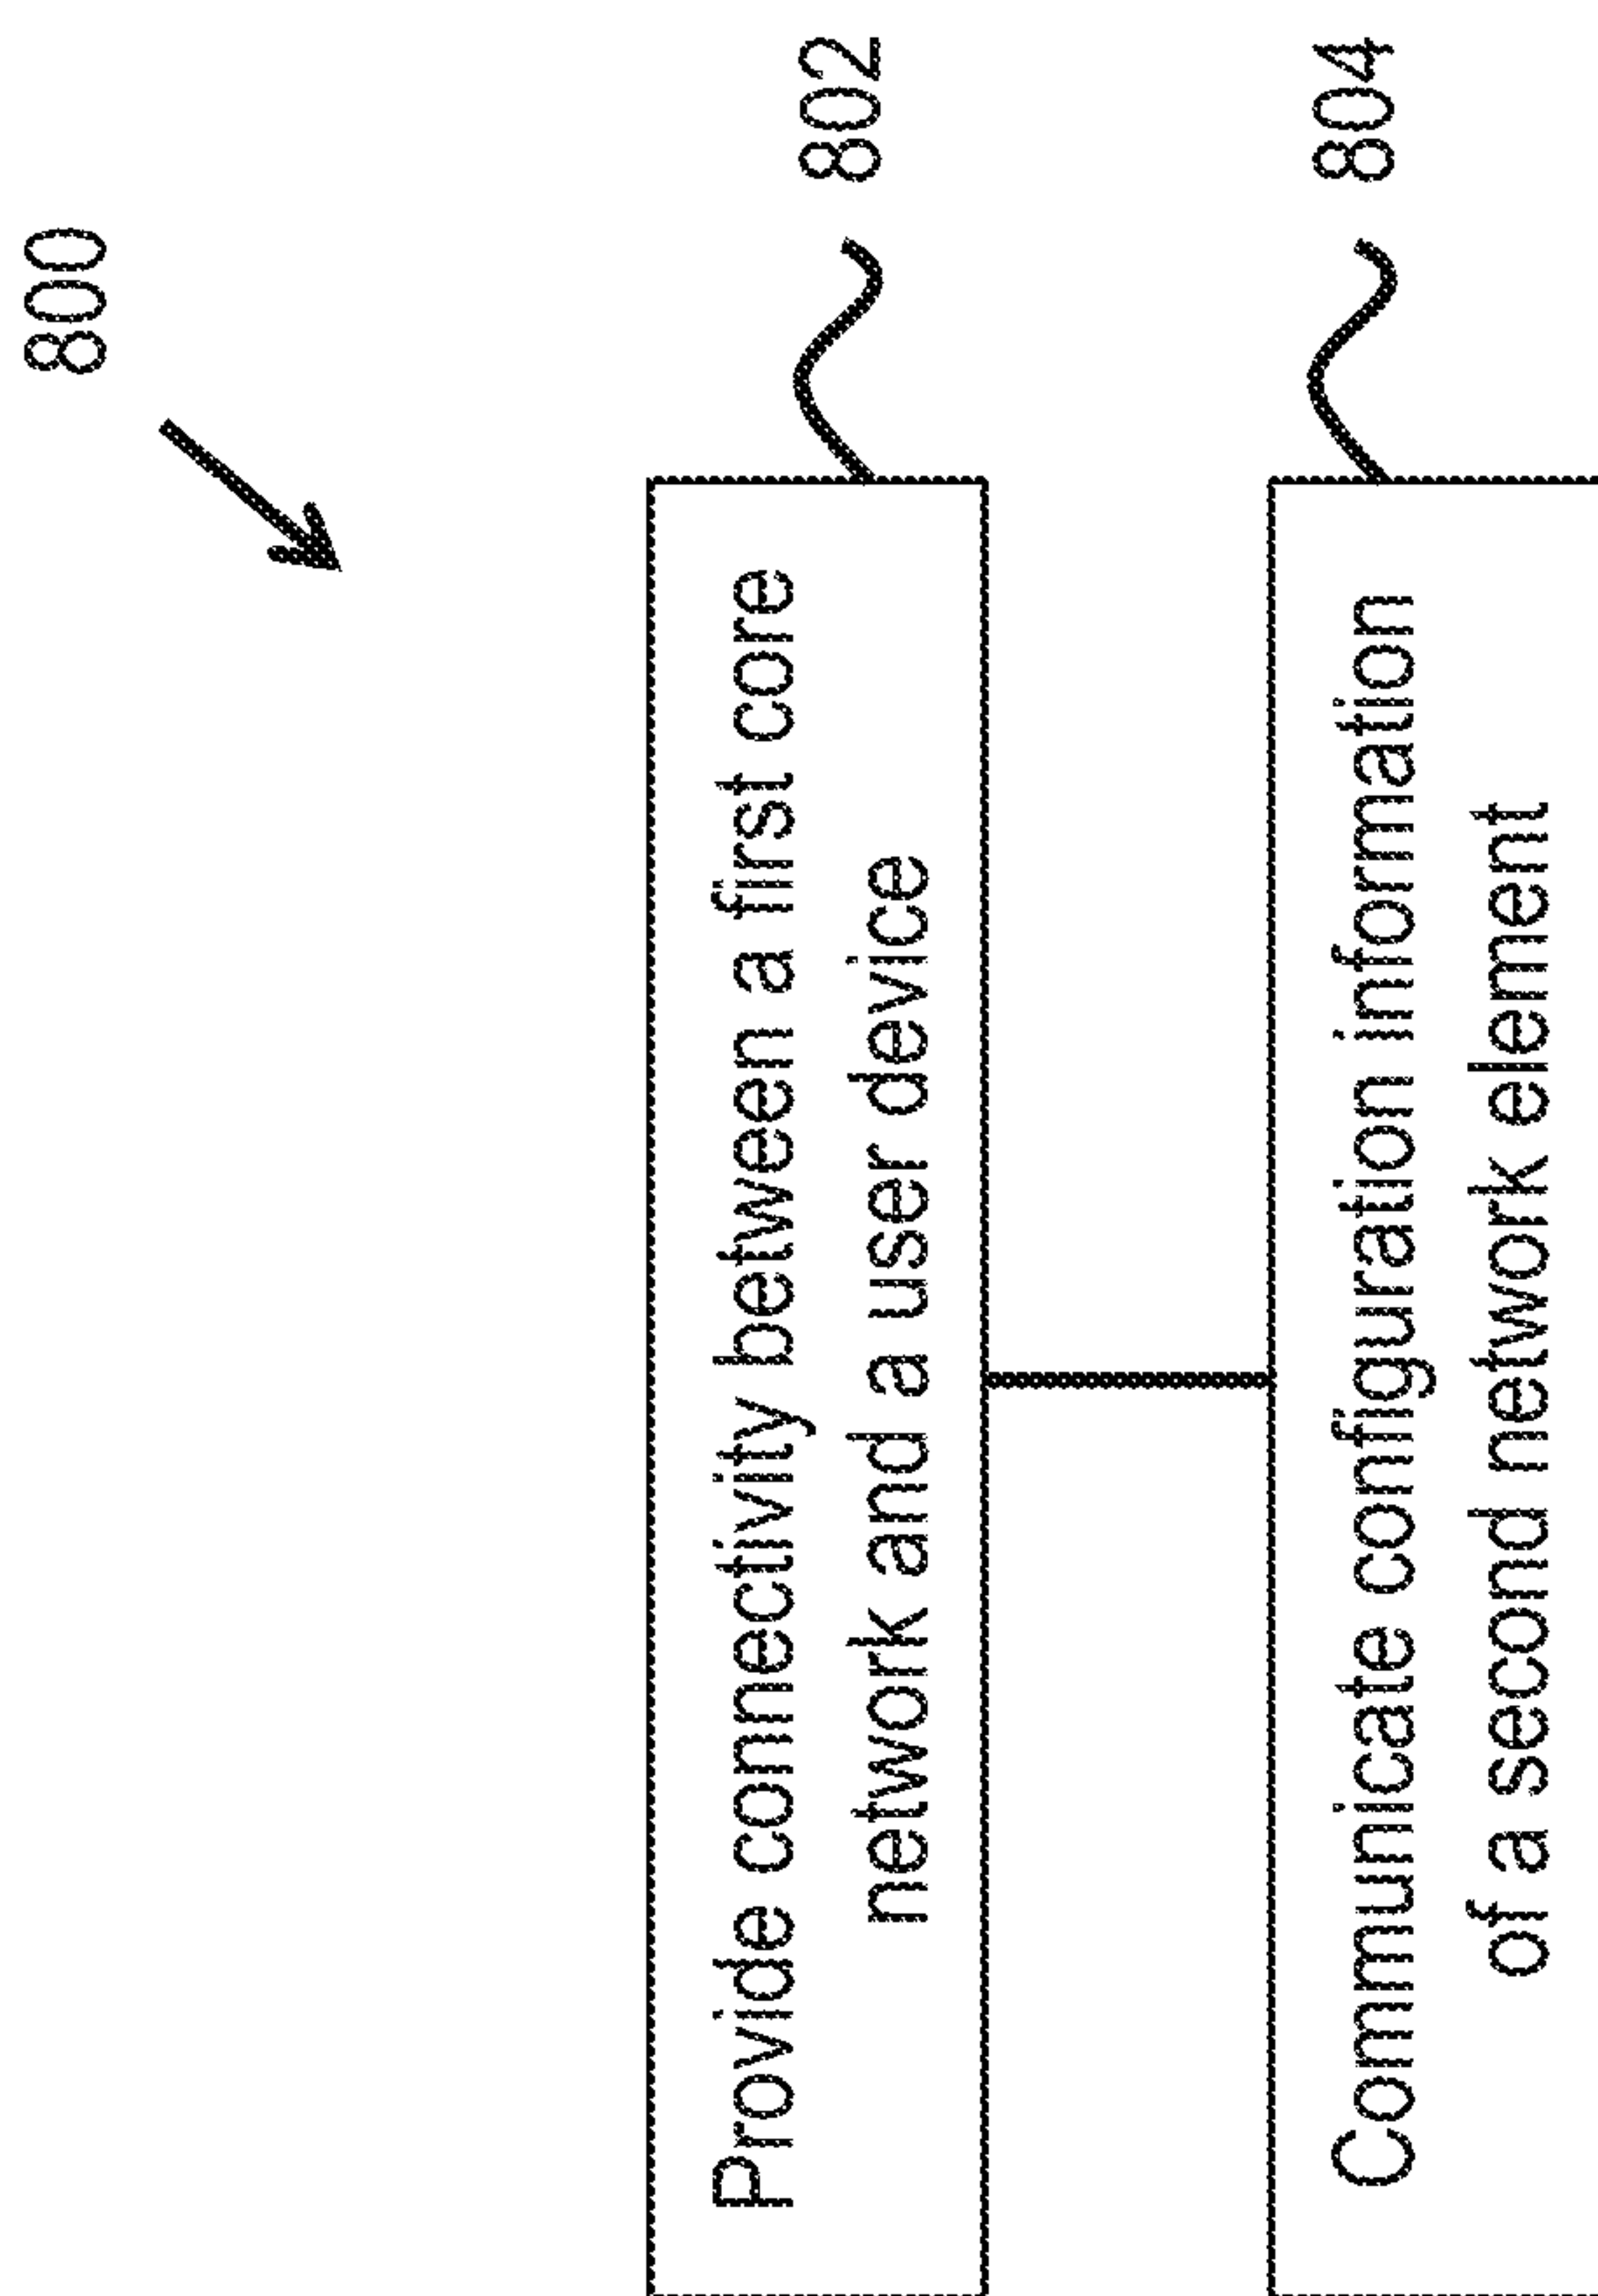 800
Provide connectivity between a first core
network and a user device
802
Communicate configuration information
of a second network element
804